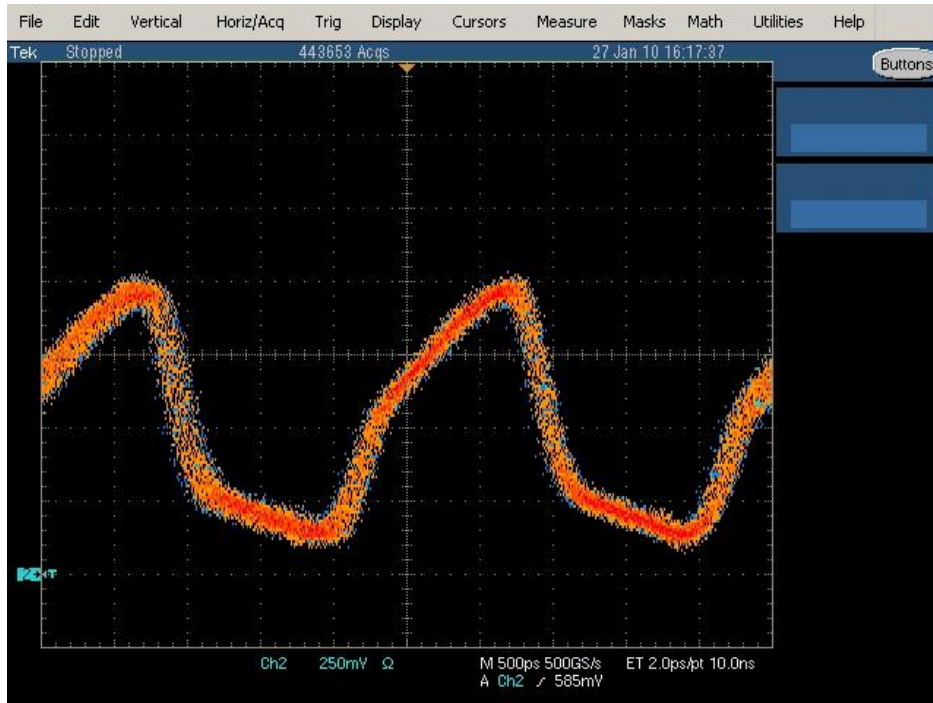 File Edit Vertical Horiz/Acq Trig Display Cursors Measure Masks Math Utilities Help
Tek Stopped 443653 Acqs 27 Jan 10 16:17:37 Buttons
2 T
Ch2 250mV Ω M 500ps 500GS/s ET 2.0ps/pt 10.0ns
A Ch2 585mV